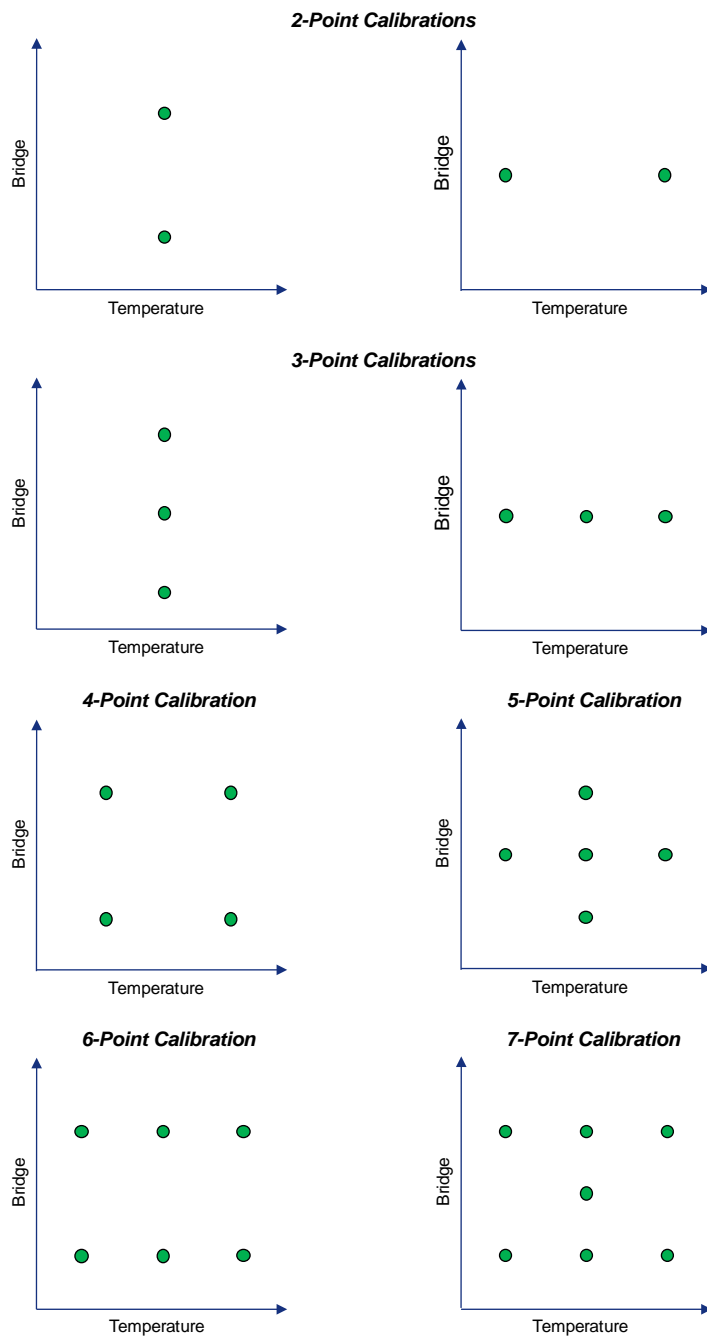 2-Point Calibrations
Bridge
Temperature
Bridge
Temperature
3-Point Calibrations
Bridge
Temperature
Bridge
Temperature
4-Point Calibration
Bridge
Temperature
5-Point Calibration
Bridge
Temperature
6-Point Calibration
Bridge
Temperature
7-Point Calibration
Bridge
Temperature